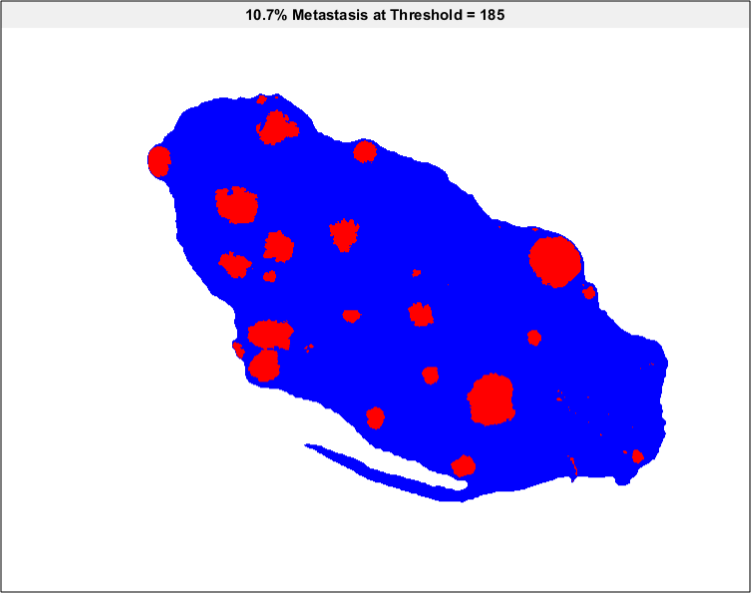 10.7% Metastasis at Threshold = 185